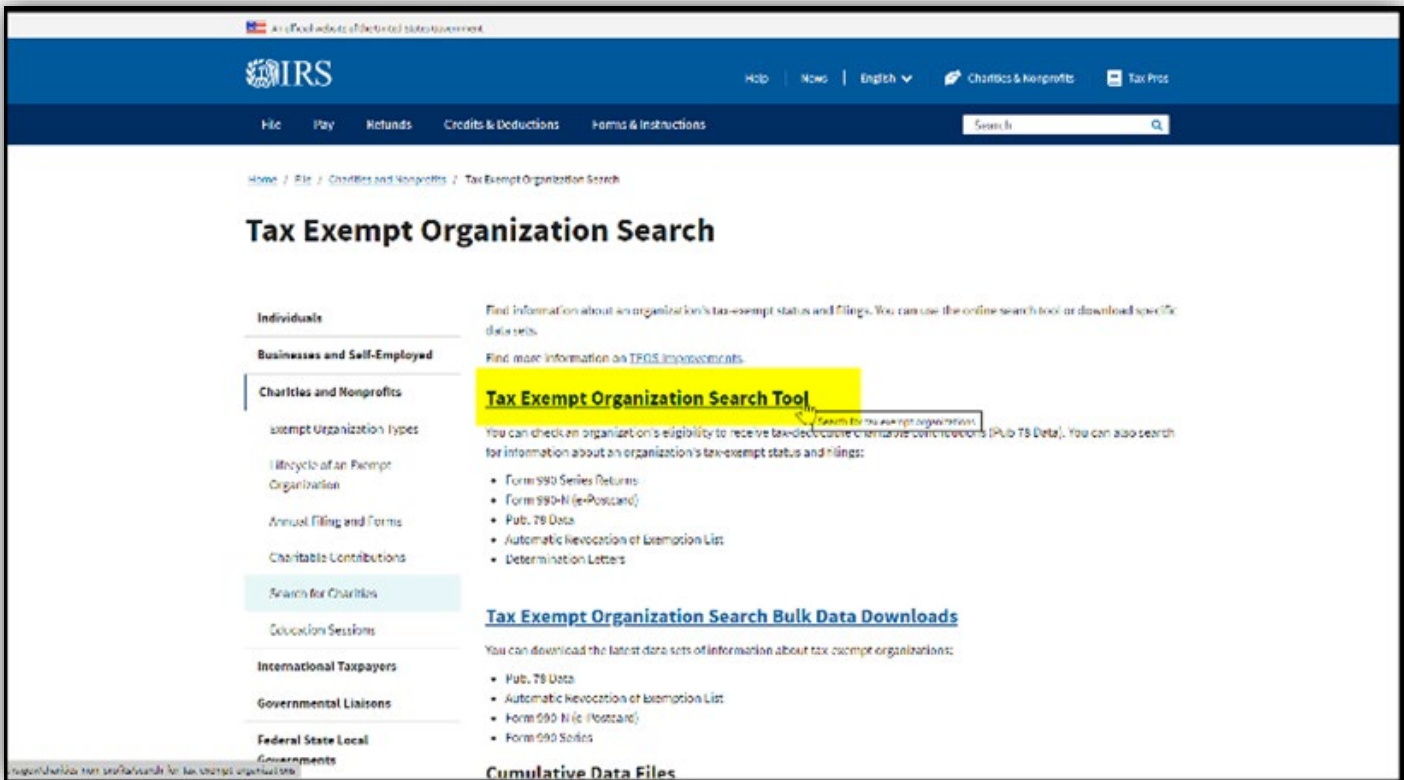 An official website of the United States Government
IRS
Help | News | English Charities & Nonprofits Tax Pros
File Pay Refunds Credits & Deductions Forms & Instructions Search
Home / File / Charities and Nonprofits / Tax Exempt Organization Search
Tax Exempt Organization Search
Individuals
Businesses and Self-Employed
Charities and Nonprofits
Exempt Organization Types
Lifecycle of an Exempt
Organization
Annual Filing and Forms
Charitable Contributions
Search for Charities
Education Sessions
International Taxpayers
Governmental Liaisons
Federal State Local
Governments
Find information about an organization's tax-exempt status and filings. You can use the online search tool or download specific
data sets.
Find more information on TEOS improvements.
Tax Exempt Organization Search Tool
Search for tax exempt organizations
You can check an organization's eligibility to receive tax-deductible charitable contributions (Pub 78 Data). You can also search
for information about an organization's tax-exempt status and filings:
• Form 990 Series Returns
• Form 990-N (e-Postcard)
• Pub. 78 Data
• Automatic Revocation of Exemption List
• Determination Letters
Tax Exempt Organization Search Bulk Data Downloads
You can download the latest data sets of information about tax exempt organizations:
• Pub. 78 Data
• Automatic Revocation of Exemption List
• Form 990-N (e-Postcard)
• Form 990 Series
Cumulative Data Files